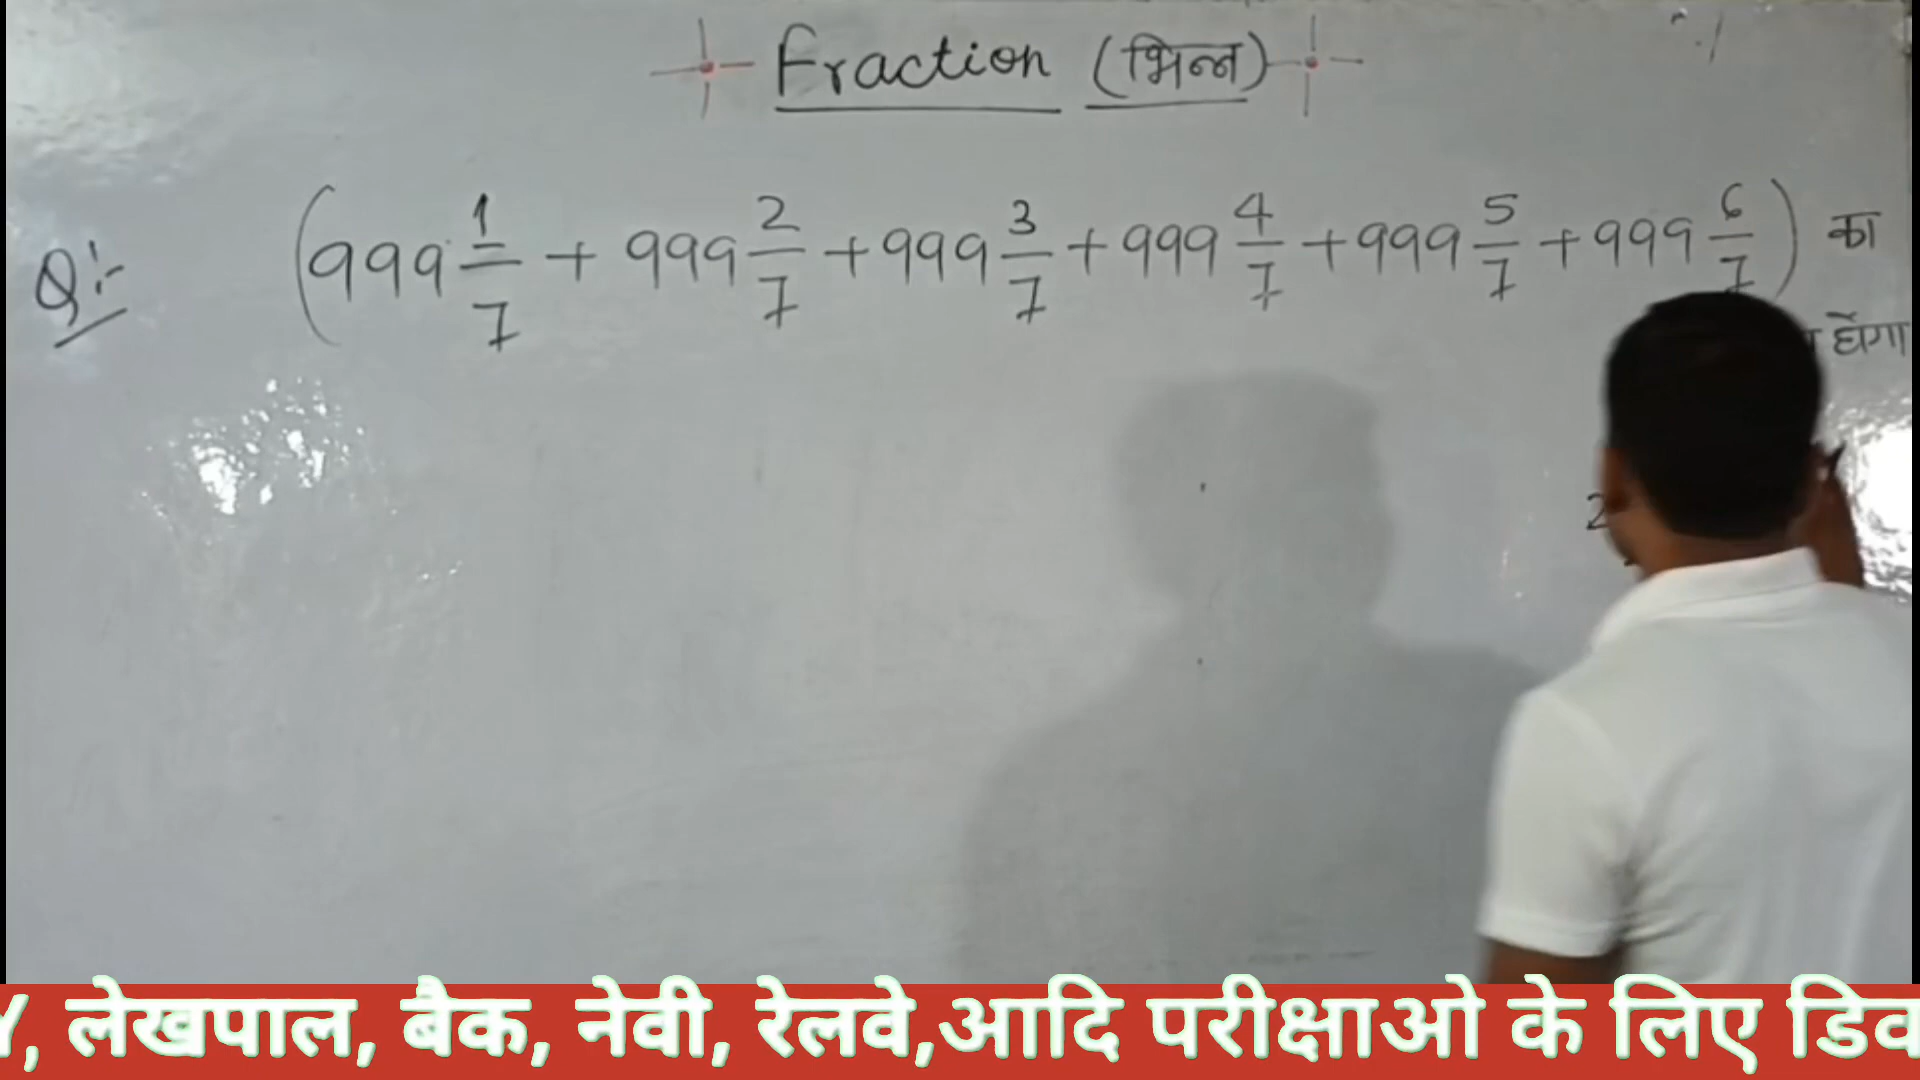 Fraction (भिन्न)
Q:- (999 1/7 + 999 2/7 + 999 3/7 + 999 4/7 + 999 5/7 + 999 6/7) का
होगा
2
Y, लेखपाल, बैक, नेवी, रेलवे,आदि परीक्षाओ के लिए डिव